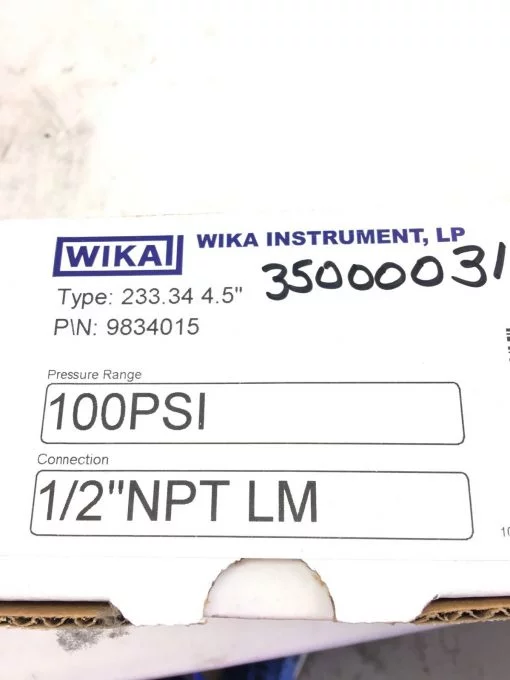 WIKA
WIKA INSTRUMENT, LP
35000031
Type: 233.34 4.5"
P\N: 9834015
Pressure Range
100PSI
Connection
1/2"NPT LM
10